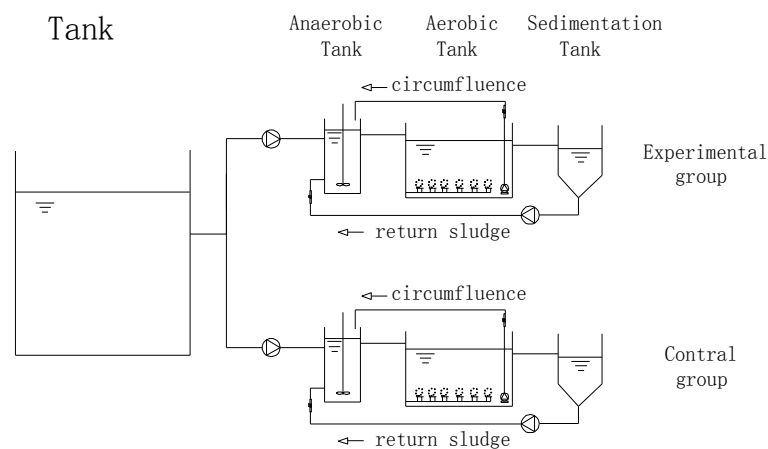 Tank
Anaerobic Tank
Aerobic Tank
Sedimentation Tank
circumfluence
Experimental group
return sludge
circumfluence
Contral group
return sludge